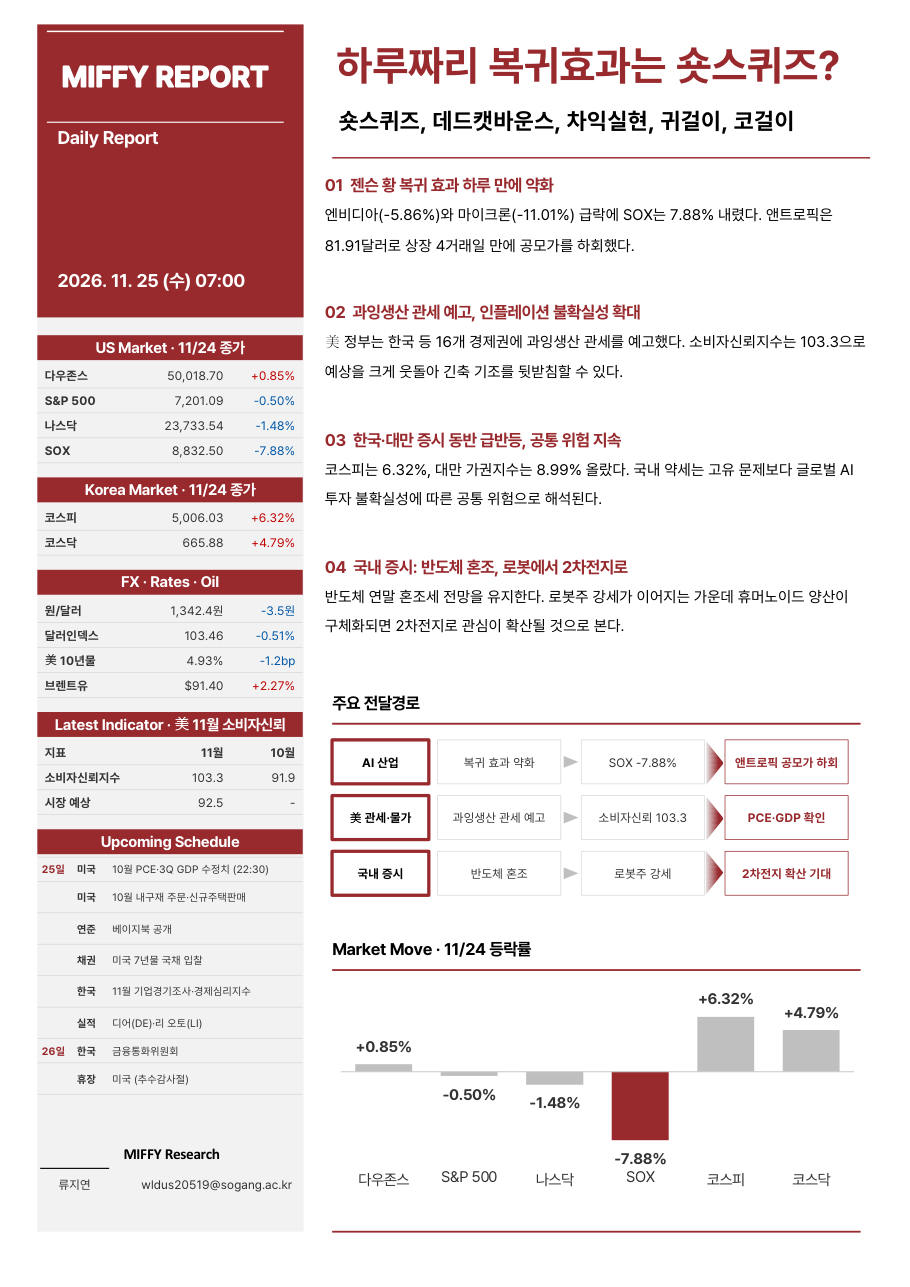 MIFFY REPORT
Daily Report
2026. 11. 25 (수) 07:00
US Market · 11/24 종가
다우존스 50,018.70 +0.85%
S&P 500 7,201.09 -0.50%
나스닥 23,733.54 -1.48%
SOX 8,832.50 -7.88%
Korea Market · 11/24 종가
코스피 5,006.03 +6.32%
코스닥 665.88 +4.79%
FX · Rates · Oil
원/달러 1,342.4원 -3.5원
달러인덱스 103.46 -0.51%
美 10년물 4.93% -1.2bp
브렌트유 $91.40 +2.27%
Latest Indicator · 美 11월 소비자신뢰
지표 11월 10월
소비자신뢰지수 103.3 91.9
시장 예상 92.5 -
Upcoming Schedule
25일 미국 10월 PCE·3Q GDP 수정치 (22:30)
미국 10월 내구재 주문·신규주택판매
연준 베이지북 공개
채권 미국 7년물 국채 입찰
한국 11월 기업경기조사·경제심리지수
실적 디어(DE)·리 오토(LI)
26일 한국 금융통화위원회
휴장 미국 (추수감사절)
MIFFY Research
류지연 wldus20519@sogang.ac.kr
하루짜리 복귀효과는 숏스퀴즈?
숏스퀴즈, 데드캣바운스, 차익실현, 귀걸이, 코걸이
01 젠슨 황 복귀 효과 하루 만에 약화
엔비디아(-5.86%)와 마이크론(-11.01%) 급락에 SOX는 7.88% 내렸다. 앤트로픽은
81.91달러로 상장 4거래일 만에 공모가를 하회했다.
02 과잉생산 관세 예고, 인플레이션 불확실성 확대
美 정부는 한국 등 16개 경제권에 과잉생산 관세를 예고했다. 소비자신뢰지수는 103.3으로
예상을 크게 웃돌아 긴축 기조를 뒷받침할 수 있다.
03 한국·대만 증시 동반 급반등, 공통 위험 지속
코스피는 6.32%, 대만 가권지수는 8.99% 올랐다. 국내 약세는 고유 문제보다 글로벌 AI
투자 불확실성에 따른 공통 위험으로 해석된다.
04 국내 증시: 반도체 혼조, 로봇에서 2차전지로
반도체 연말 혼조세 전망을 유지한다. 로봇주 강세가 이어지는 가운데 휴머노이드 양산이
구체화되면 2차전지로 관심이 확산될 것으로 본다.
주요 전달경로
AI 산업 복귀 효과 약화 SOX -7.88% 앤트로픽 공모가 하회
美 관세·물가 과잉생산 관세 예고 소비자신뢰 103.3 PCE·GDP 확인
국내 증시 반도체 혼조 로봇주 강세 2차전지 확산 기대
Market Move · 11/24 등락률
+0.85% -0.50% -1.48% -7.88% +6.32% +4.79%
다우존스 S&P 500 나스닥 SOX 코스피 코스닥